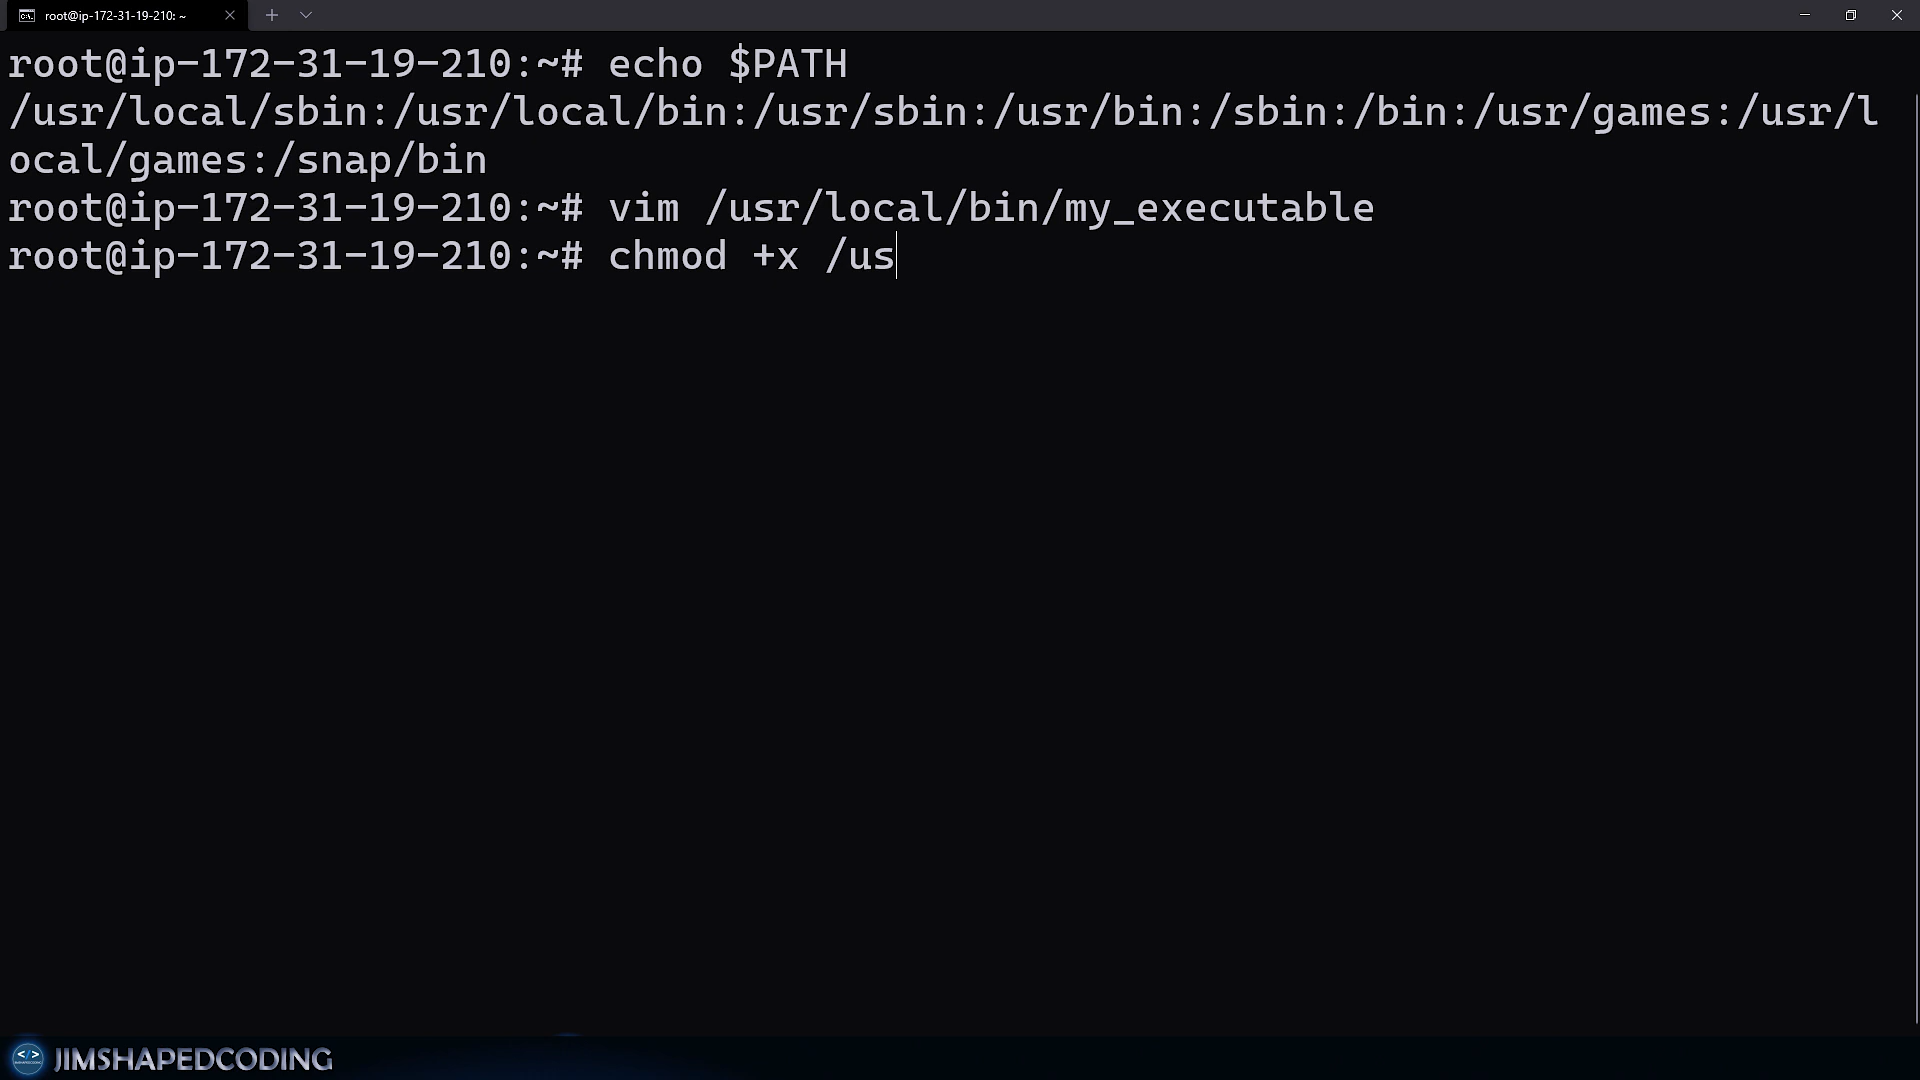 root@ip-172-31-19-210: ~
root@ip-172-31-19-210:~# echo $PATH
/usr/local/sbin:/usr/local/bin:/usr/sbin:/usr/bin:/sbin:/bin:/usr/games:/usr/l
ocal/games:/snap/bin
root@ip-172-31-19-210:~# vim /usr/local/bin/my_executable
root@ip-172-31-19-210:~# chmod +x /us
JIMSHAPEDCODING